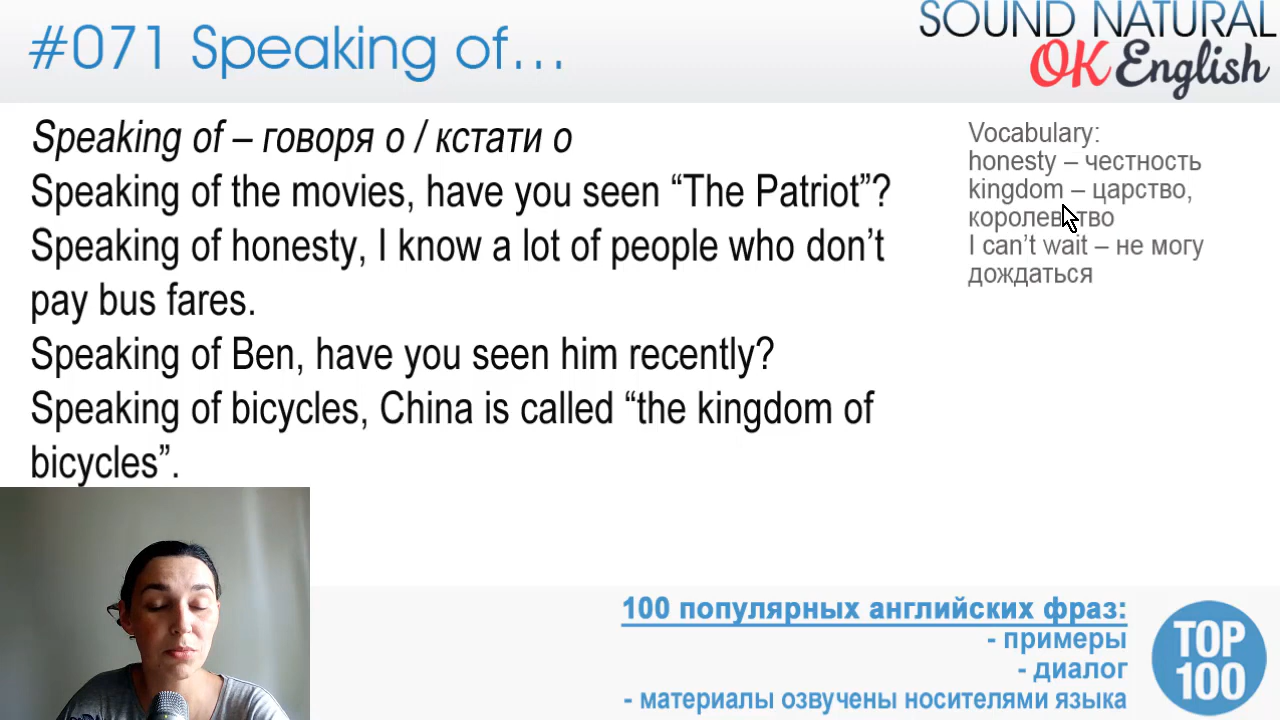 #071 Speaking of…
SOUND NATURAL
OK English
Speaking of – говоря о / кстати о
Speaking of the movies, have you seen “The Patriot”?
Speaking of honesty, I know a lot of people who don’t
pay bus fares.
Speaking of Ben, have you seen him recently?
Speaking of bicycles, China is called “the kingdom of
bicycles”.
Vocabulary:
honesty – честность
kingdom – царство,
королевство
I can’t wait – не могу
дождаться
100 популярных английских фраз:
- примеры
- диалог
- материалы озвучены носителями языка
TOP
100